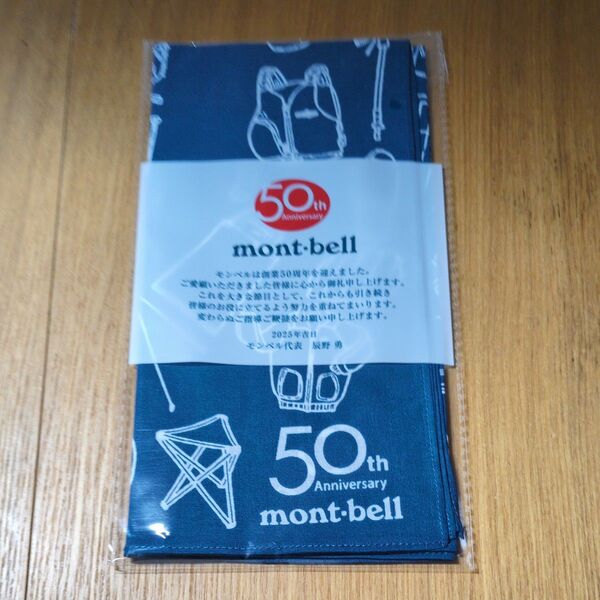 50th
Anniversary
mont·bell
モンベルは創業50周年を迎えました。
ご愛顧いただきました皆様に心から御礼申し上げます。
これを大きな節目として、これからも引き続き
皆様のお役に立てるよう努力を重ねてまいります。
変わらぬご指導ご鞭撻をお願い申し上げます。
2025年吉日
モンベル代表 辰野 勇
50th
Anniversary
mont·bell